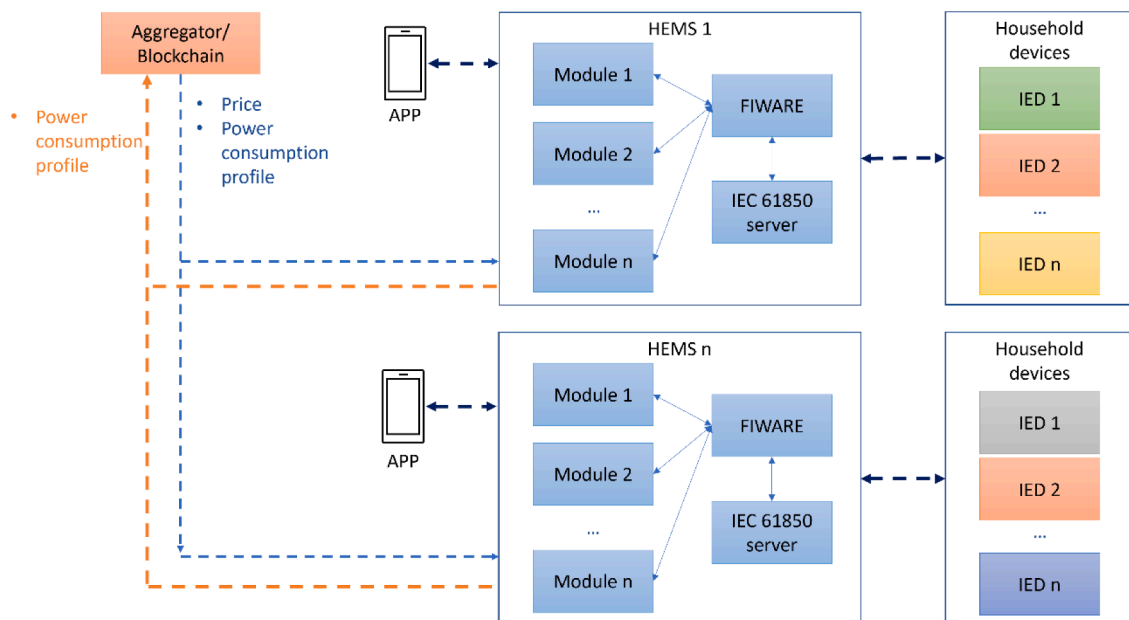 Aggregator/
Blockchain
• Power
consumption
profile
• Price
• Power
consumption
profile
APP
HEMS 1
Module 1
Module 2
...
Module n
FIWARE
IEC 61850
server
Household
devices
IED 1
IED 2
...
IED n
APP
HEMS n
Module 1
Module 2
...
Module n
FIWARE
IEC 61850
server
Household
devices
IED 1
IED 2
...
IED n